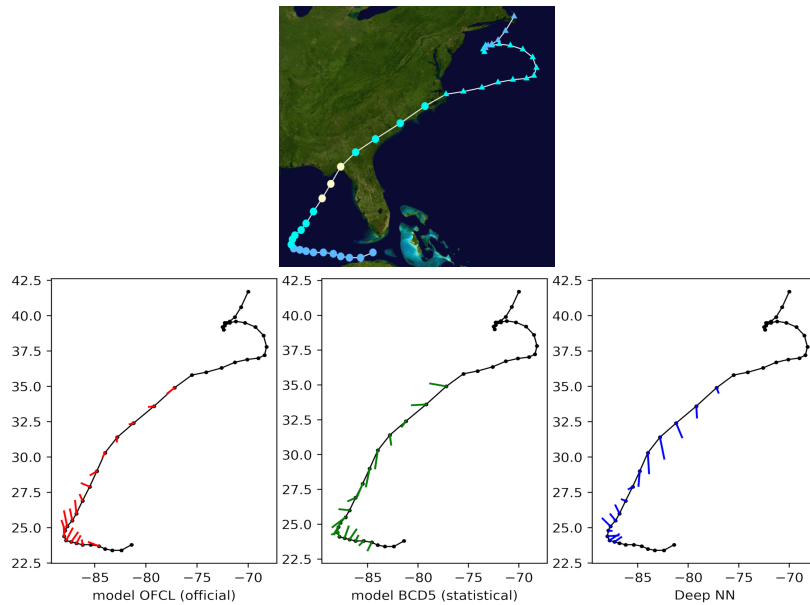 42.5 42.5 42.5
40.0 40.0 40.0
37.5 37.5 37.5
35.0 35.0 35.0
32.5 32.5 32.5
30.0 30.0 30.0
27.5 27.5 27.5
25.0 25.0 25.0
22.5 22.5 22.5
−85 −80 −75 −70 −85 −80 −75 −70 −85 −80 −75 −70
model OFCL (official) model BCD5 (statistical) Deep NN